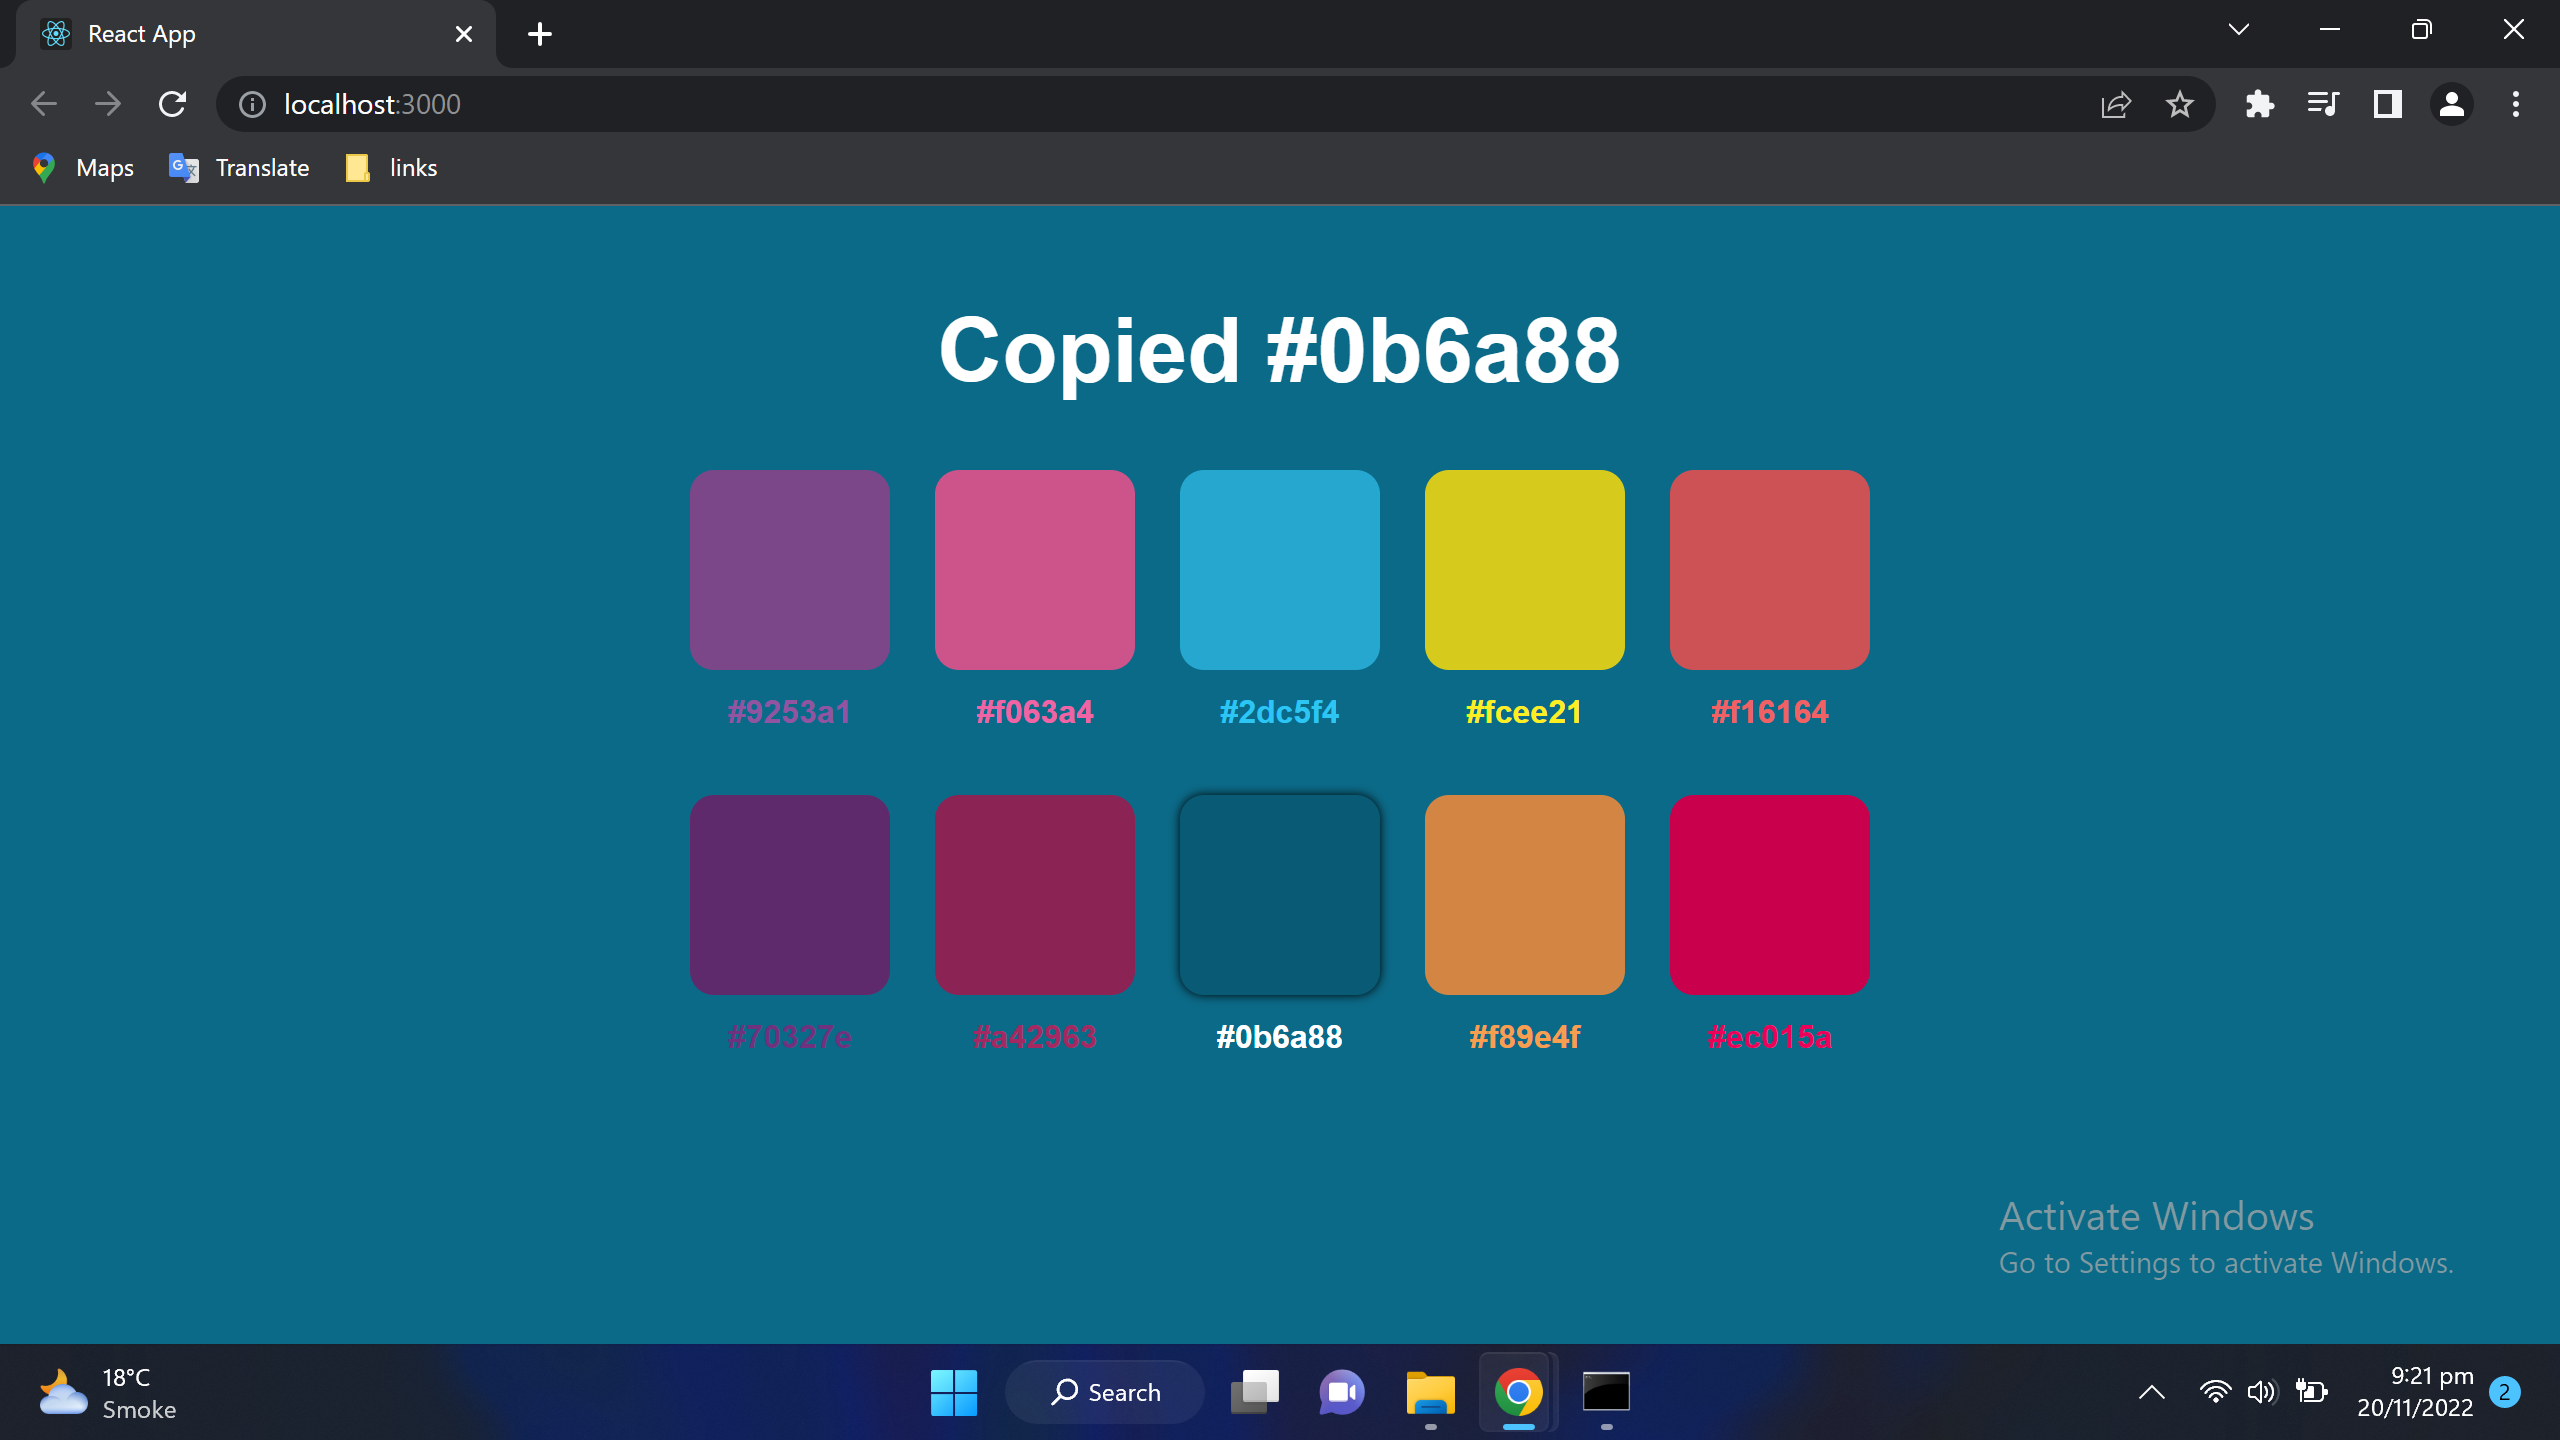 React App
localhost:3000
Maps
Translate
links
Copied #0b6a88
#9253a1
#f063a4
#2dc5f4
#fcee21
#f16164
#70327e
#a42963
#0b6a88
#f89e4f
#ec015a
Activate Windows
Go to Settings to activate Windows.
18°C
Smoke
Search
9:21 pm
20/11/2022
2